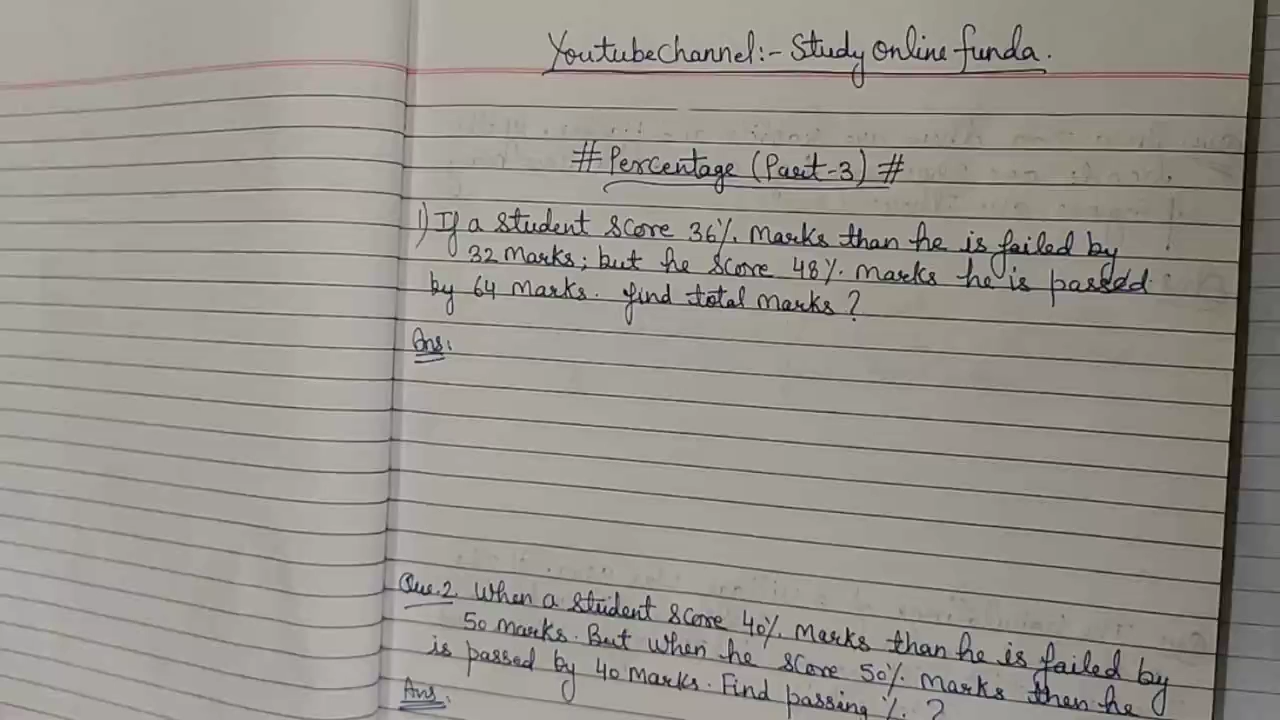 YoutubeChannel:- Study Online funda.
# Percentage (Part-3) #
1) If a student score 36% marks than he is failed by
32 marks; but he score 48% marks he is passed
by 64 marks. find total marks?
Ans:
Que.2. When a student score 40% marks than he is failed by
50 marks. But when he score 50% marks then he
is passed by 40 marks. Find passing %. ?
Ans.